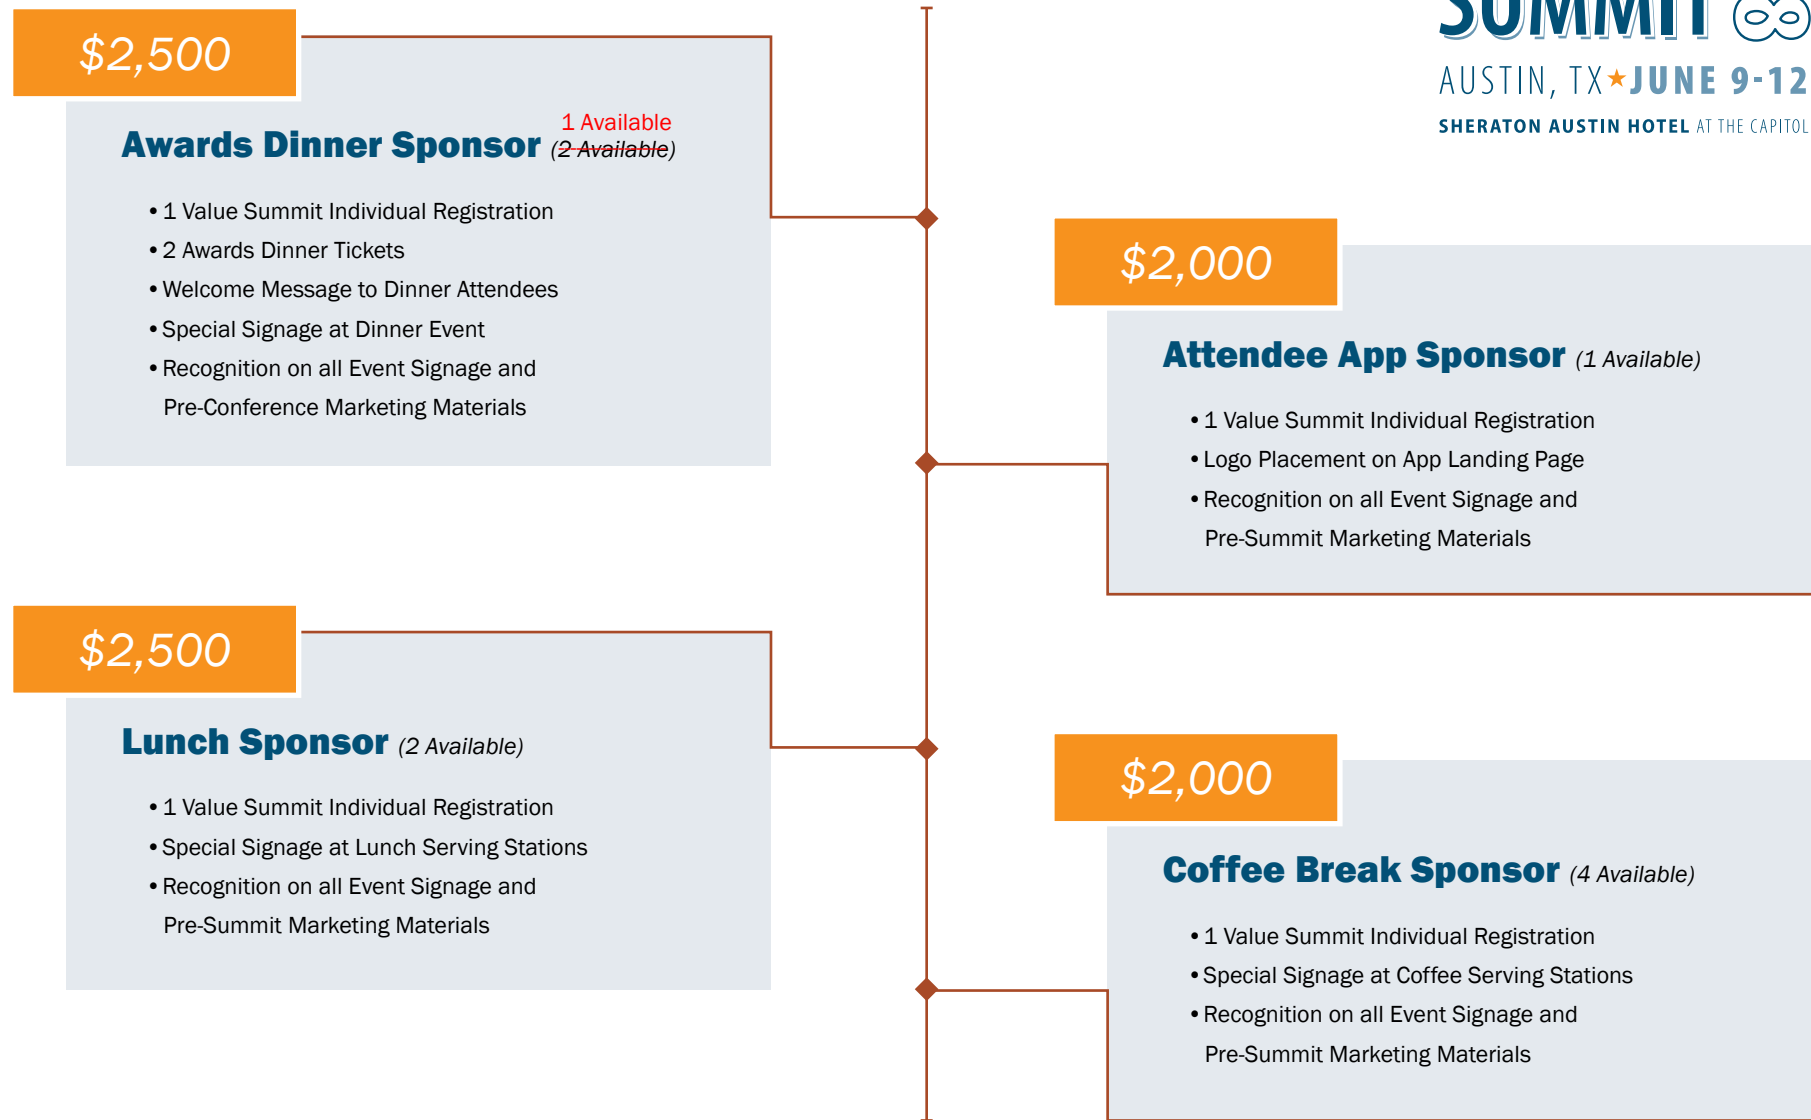 $2,500
Awards Dinner Sponsor (2 Available)
1 Available
• 1 Value Summit Individual Registration
• 2 Awards Dinner Tickets
• Welcome Message to Dinner Attendees
• Special Signage at Dinner Event
• Recognition on all Event Signage and
Pre-Conference Marketing Materials
$2,500
Lunch Sponsor (2 Available)
• 1 Value Summit Individual Registration
• Special Signage at Lunch Serving Stations
• Recognition on all Event Signage and
Pre-Summit Marketing Materials
SUMMIT
AUSTIN, TX★JUNE 9-12
SHERATON AUSTIN HOTEL AT THE CAPITOL
$2,000
Attendee App Sponsor (1 Available)
• 1 Value Summit Individual Registration
• Logo Placement on App Landing Page
• Recognition on all Event Signage and
Pre-Summit Marketing Materials
$2,000
Coffee Break Sponsor (4 Available)
• 1 Value Summit Individual Registration
• Special Signage at Coffee Serving Stations
• Recognition on all Event Signage and
Pre-Summit Marketing Materials